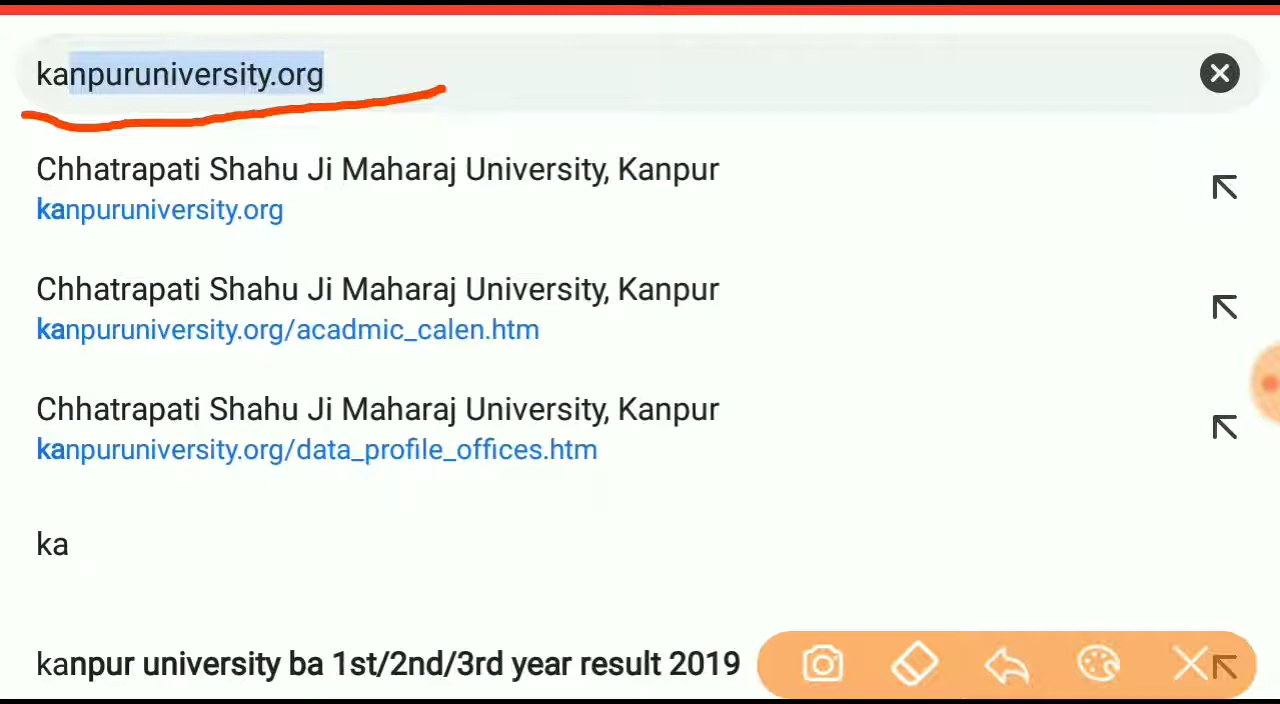 kanpuruniversity.org
Chhatrapati Shahu Ji Maharaj University, Kanpur
kanpuruniversity.org
Chhatrapati Shahu Ji Maharaj University, Kanpur
kanpuruniversity.org/acadmic_calen.htm
Chhatrapati Shahu Ji Maharaj University, Kanpur
kanpuruniversity.org/data_profile_offices.htm
ka
kanpur university ba 1st/2nd/3rd year result 2019